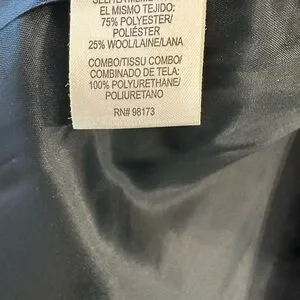 EL MISMO TEJIDO:
75% POLYESTER/
POLIÉSTER
25% WOOL/LAINE/LANA
COMBO/TISSU COMBO/
COMBINADO DE TELA:
100% POLYURETHANE/
POLIURETANO
RN# 98173